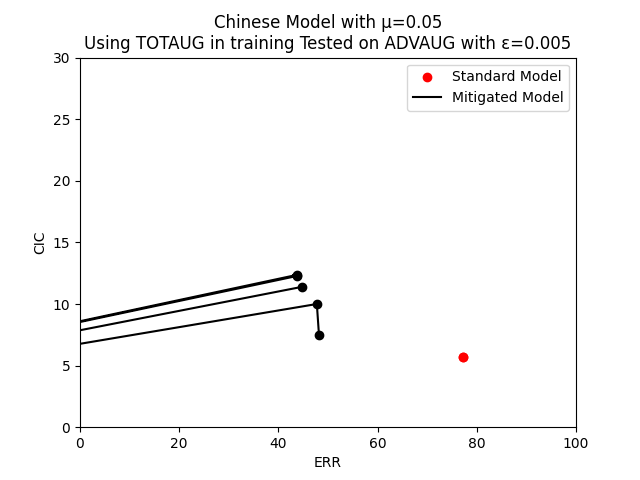 Chinese Model with μ=0.05
Using TOTAUG in training Tested on ADVAUG with ε=0.005
Standard Model
Mitigated Model
30
25
20
15
10
5
0
CIC
0 20 40 60 80 100
ERR